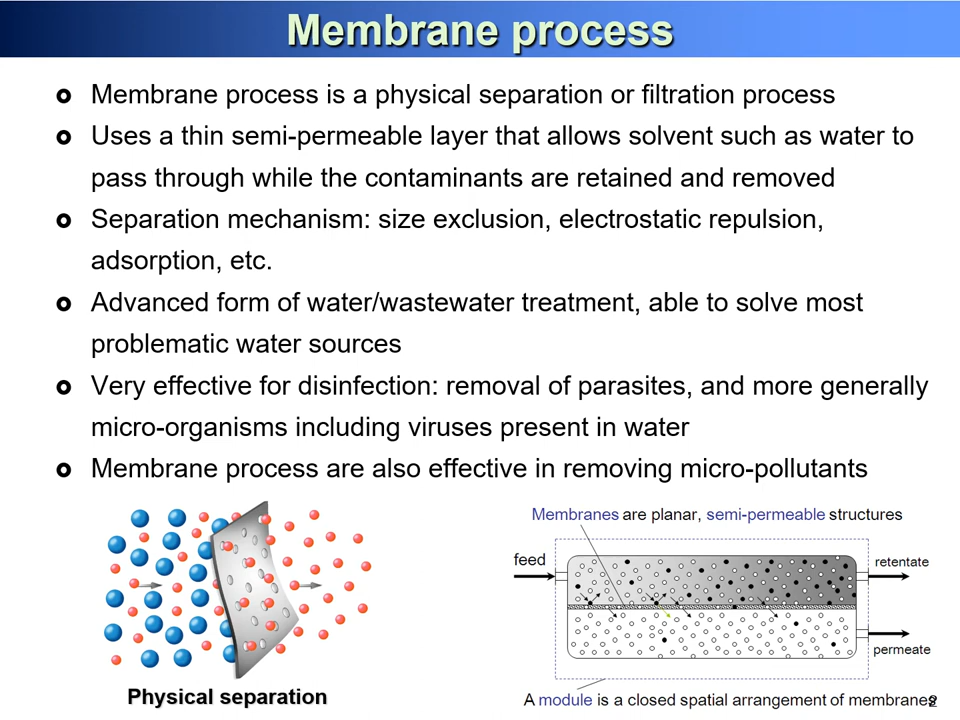 Membrane process
Membrane process is a physical separation or filtration process
Uses a thin semi-permeable layer that allows solvent such as water to
pass through while the contaminants are retained and removed
Separation mechanism: size exclusion, electrostatic repulsion,
adsorption, etc.
Advanced form of water/wastewater treatment, able to solve most
problematic water sources
Very effective for disinfection: removal of parasites, and more generally
micro-organisms including viruses present in water
Membrane process are also effective in removing micro-pollutants
Physical separation
Membranes are planar, semi-permeable structures
feed
retentate
permeate
A module is a closed spatial arrangement of membranes
2